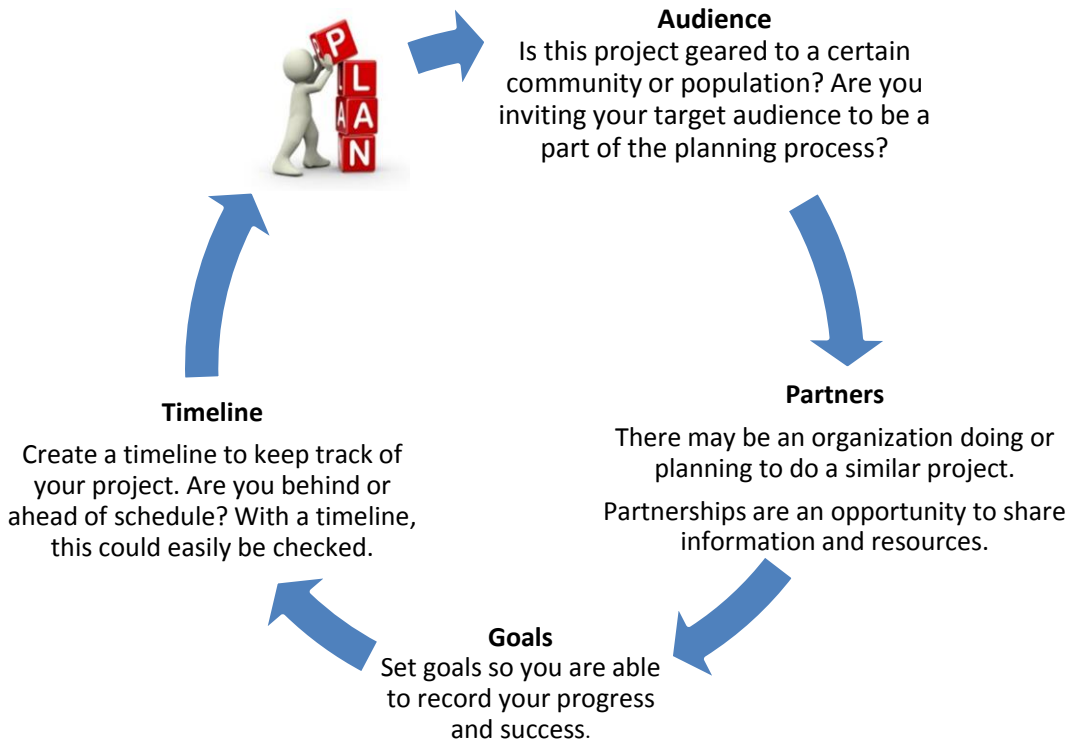 P
L
A A
N
Audience
Is this project geared to a certain
community or population? Are you
inviting your target audience to be a
part of the planning process?
Partners
There may be an organization doing or
planning to do a similar project.
Partnerships are an opportunity to share
information and resources.
Goals
Set goals so you are able
to record your progress
and success.
Timeline
Create a timeline to keep track of
your project. Are you behind or
ahead of schedule? With a timeline,
this could easily be checked.